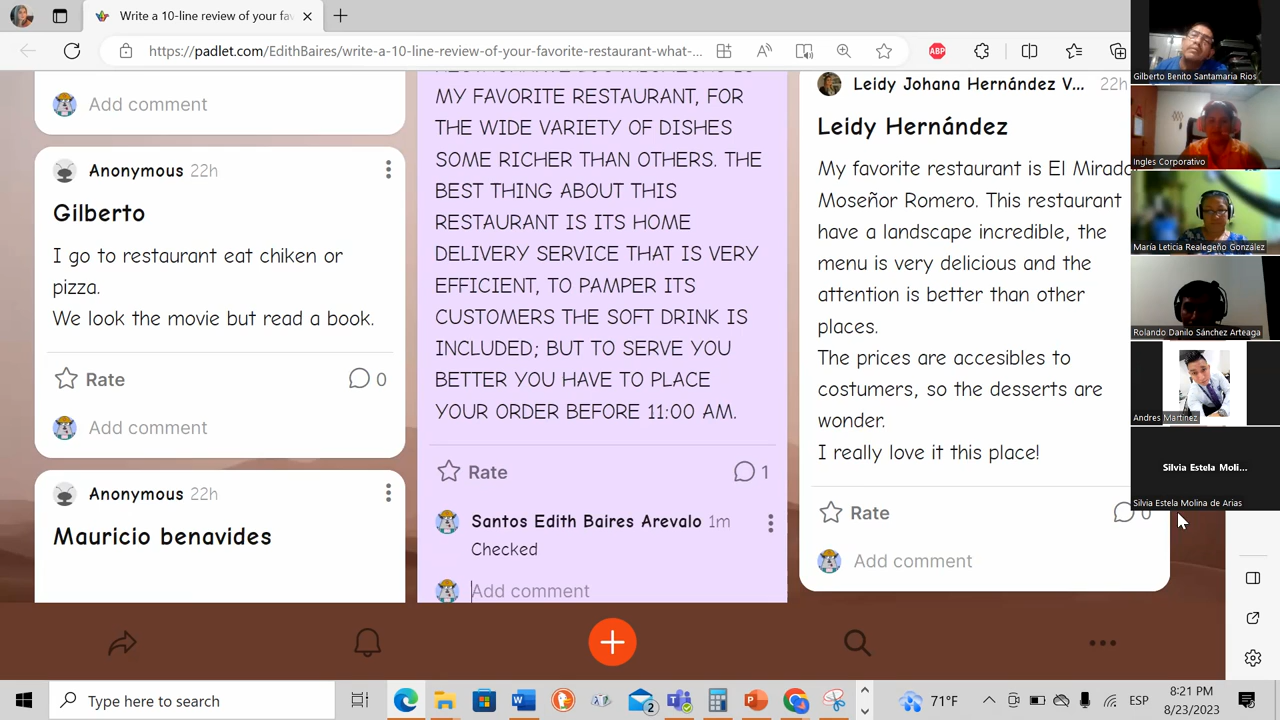 Write a 10-line review of your fav
https://padlet.com/EdithBaires/write-a-10-line-review-of-your-favorite-restaurant-what-...
ABP
Add comment
Anonymous 22h
Gilberto
I go to restaurant eat chiken or
pizza.
We look the movie but read a book.
Rate 0
Add comment
Anonymous 22h
Mauricio benavides
MY FAVORITE RESTAURANT, FOR
THE WIDE VARIETY OF DISHES
SOME RICHER THAN OTHERS. THE
BEST THING ABOUT THIS
RESTAURANT IS ITS HOME
DELIVERY SERVICE THAT IS VERY
EFFICIENT, TO PAMPER ITS
CUSTOMERS THE SOFT DRINK IS
INCLUDED; BUT TO SERVE YOU
BETTER YOU HAVE TO PLACE
YOUR ORDER BEFORE 11:00 AM.
Rate 1
Santos Edith Baires Arevalo 1m
Checked
Add comment
Leidy Johana Hernández V... 22h
Leidy Hernández
My favorite restaurant is El Mirado
Moseñor Romero. This restaurant
have a landscape incredible, the
menu is very delicious and the
attention is better than other
places.
The prices are accesibles to
costumers, so the desserts are
wonder.
I really love it this place!
Rate 0
Add comment
Gilberto Benito Santamaria Rios
Ingles Corporativo
María Leticia Realegeño González
Rolando Danilo Sánchez Arteaga
Andres Martinez
Silvia Estela Moli...
Silvia Estela Molina de Arias
Type here to search
2
71°F
ESP
8:21 PM
8/23/2023